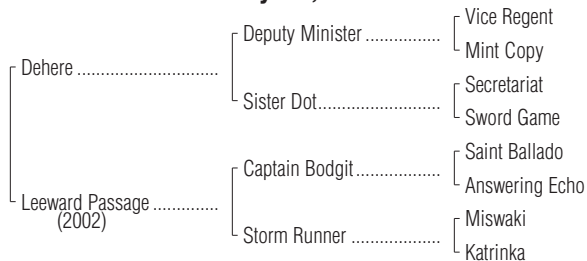 Vice Regent
Deputy Minister ..................
Mint Copy
Dehere .............................
Secretariat
Sister Dot.........................
Sword Game
Saint Ballado
Captain Bodgit.................
Answering Echo
Leeward Passage ..............
(2002)
Miswaki
Storm Runner ..................
Katrinka